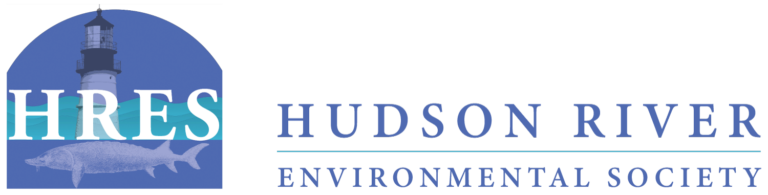 HRES
HUDSON RIVER
ENVIRONMENTAL SOCIETY